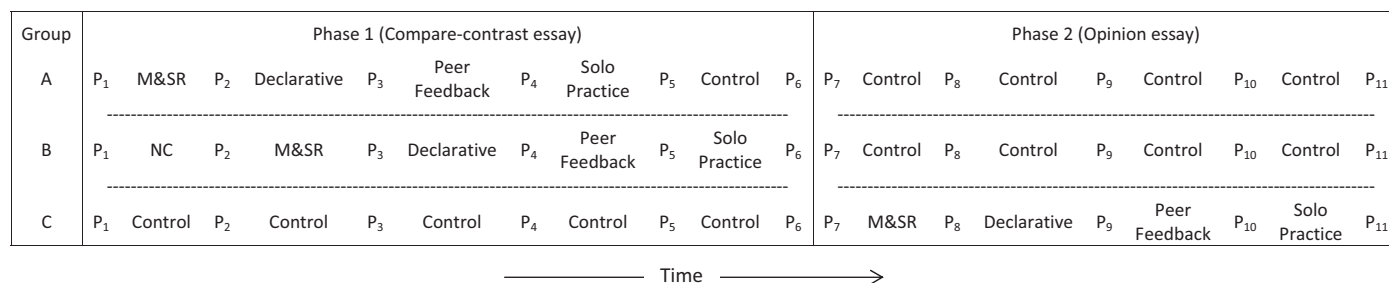 Group Phase 1 (Compare-contrast essay) Phase 2 (Opinion essay)
A P1 M&SR P2 Declarative P3 Peer Feedback P4 Solo Practice P5 Control P6 P7 Control P8 Control P9 Control P10 Control P11
B P1 NC P2 M&SR P3 Declarative P4 Peer Feedback P5 Solo Practice P6 P7 Control P8 Control P9 Control P10 Control P11
C P1 Control P2 Control P3 Control P4 Control P5 Control P6 P7 M&SR P8 Declarative P9 Peer Feedback P10 Solo Practice P11
Time